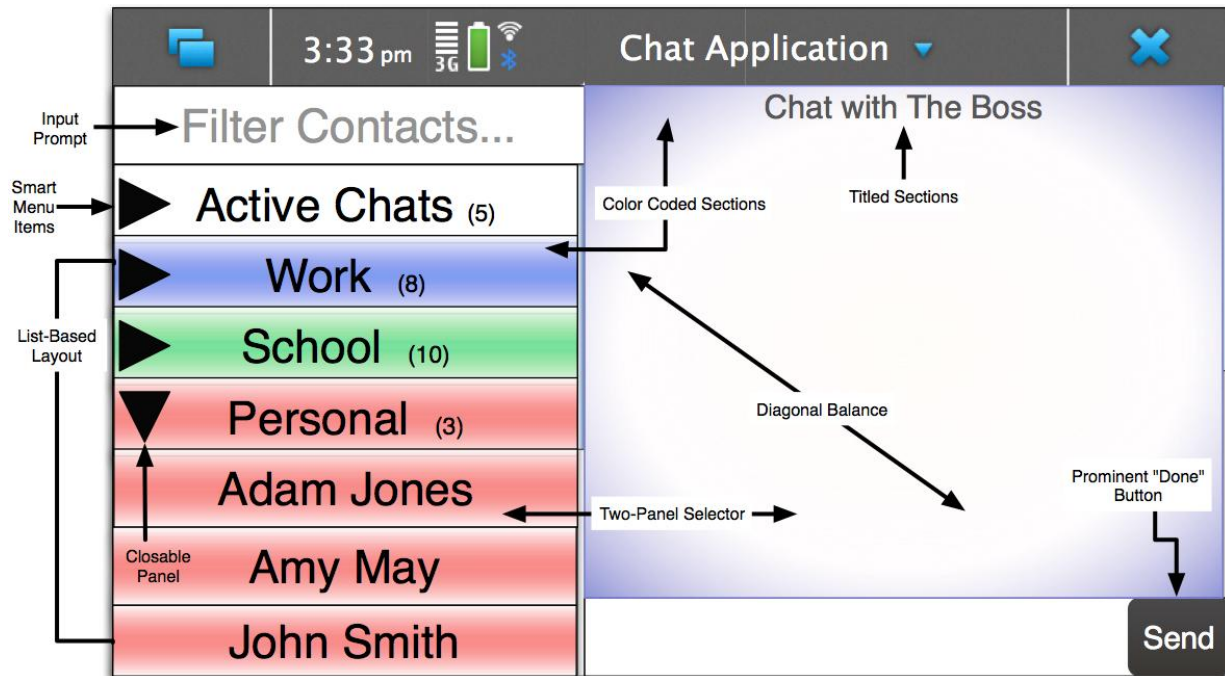 3:33 pm
3G
Chat Application
Input
Prompt
Filter Contacts...
Chat with The Boss
Smart
Menu
Items
Active Chats (5)
Color Coded Sections
Titled Sections
Work (8)
List-Based
Layout
School (10)
Personal (3)
Diagonal Balance
Adam Jones
Two-Panel Selector
Prominent "Done"
Button
Closable
Panel
Amy May
John Smith
Send